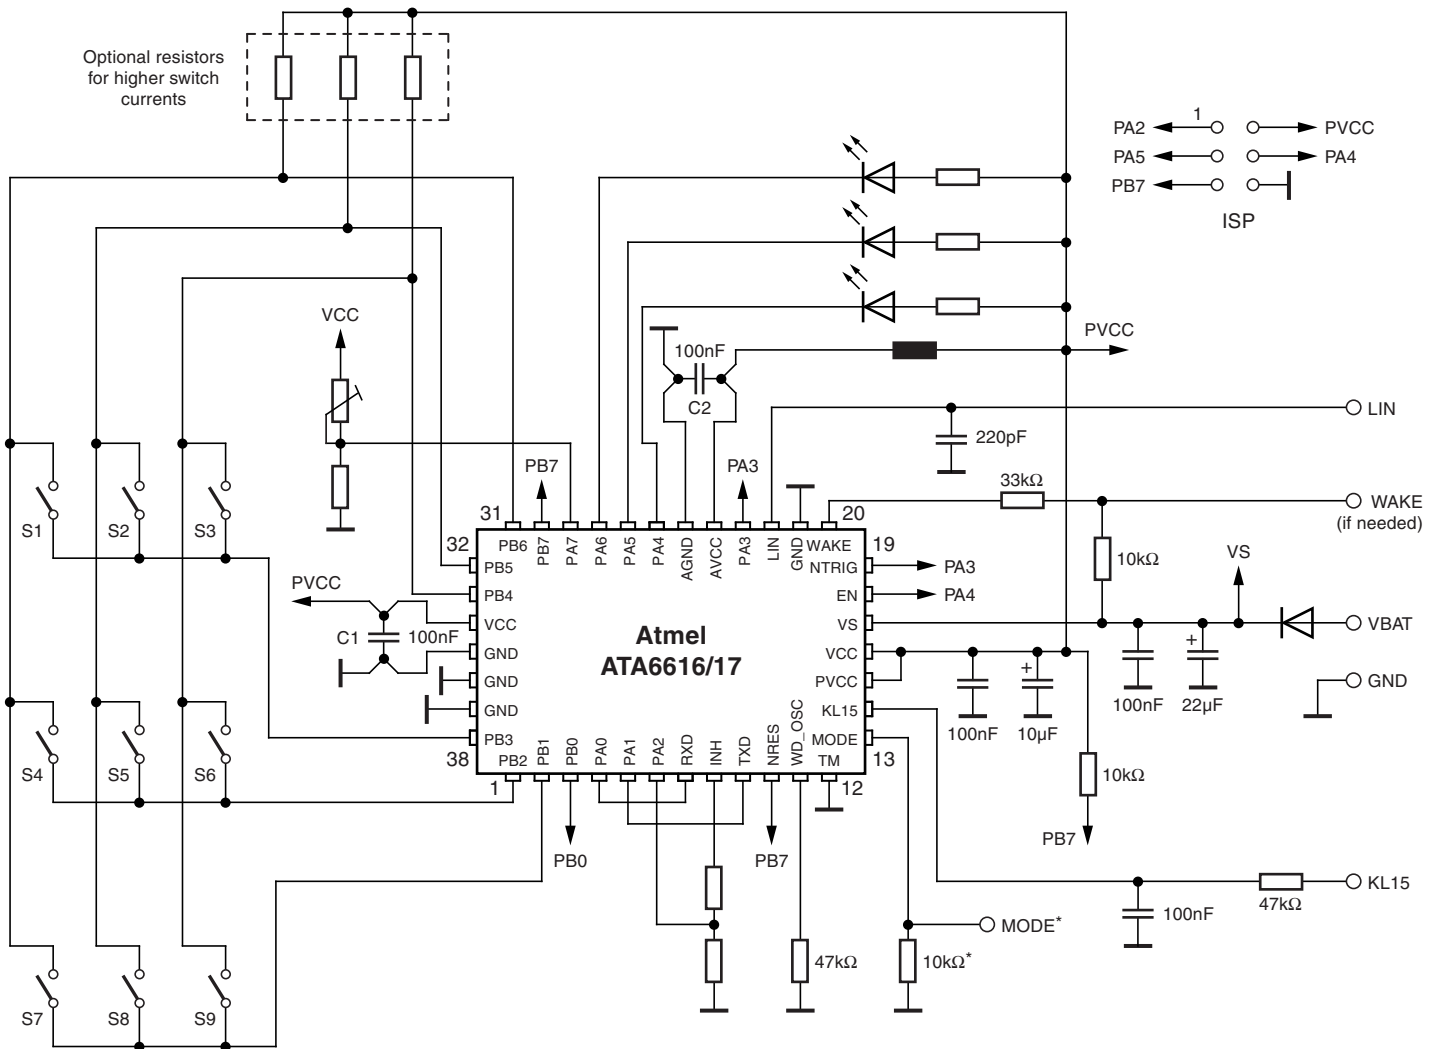 Optional resistors
for higher switch
currents
1
PA2
PVCC
PA5
PA4
PB7
ISP
VCC
PVCC
100nF
C2
LIN
220pF
PB7
PA3
33kΩ
WAKE
(if needed)
S1
S2
S3
31
20
32
19
PB6
PB7
PA7
PA6
PA5
PA4
AGND
AVCC
PA3
LIN
GND
WAKE
PB5
NTRIG
PA3
10kΩ
VS
PVCC
PB4
EN
PA4
C1
100nF
VCC
Atmel
ATA6616/17
VS
VBAT
GND
VCC
+
+
GND
PVCC
GND
100nF
22µF
GND
KL15
100nF
10µF
PB3
MODE
38
13
PB2
PB1
PB0
PA0
PA1
PA2
RXD
INH
TXD
NRES
WD_OSC
TM
1
12
S4
S5
S6
10kΩ
PB0
PB7
PB7
KL15
47kΩ
100nF
MODE*
47kΩ
10kΩ*
S7
S8
S9